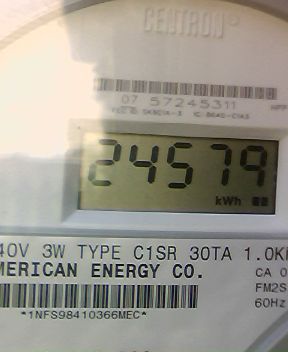 CENTRON®
07 57245311
24579
kWh
40V 3W TYPE C1SR 30TA 1.0K
MERICAN ENERGY CO.
CA 0
FM2S
60Hz
*1NFS98410366MEC*